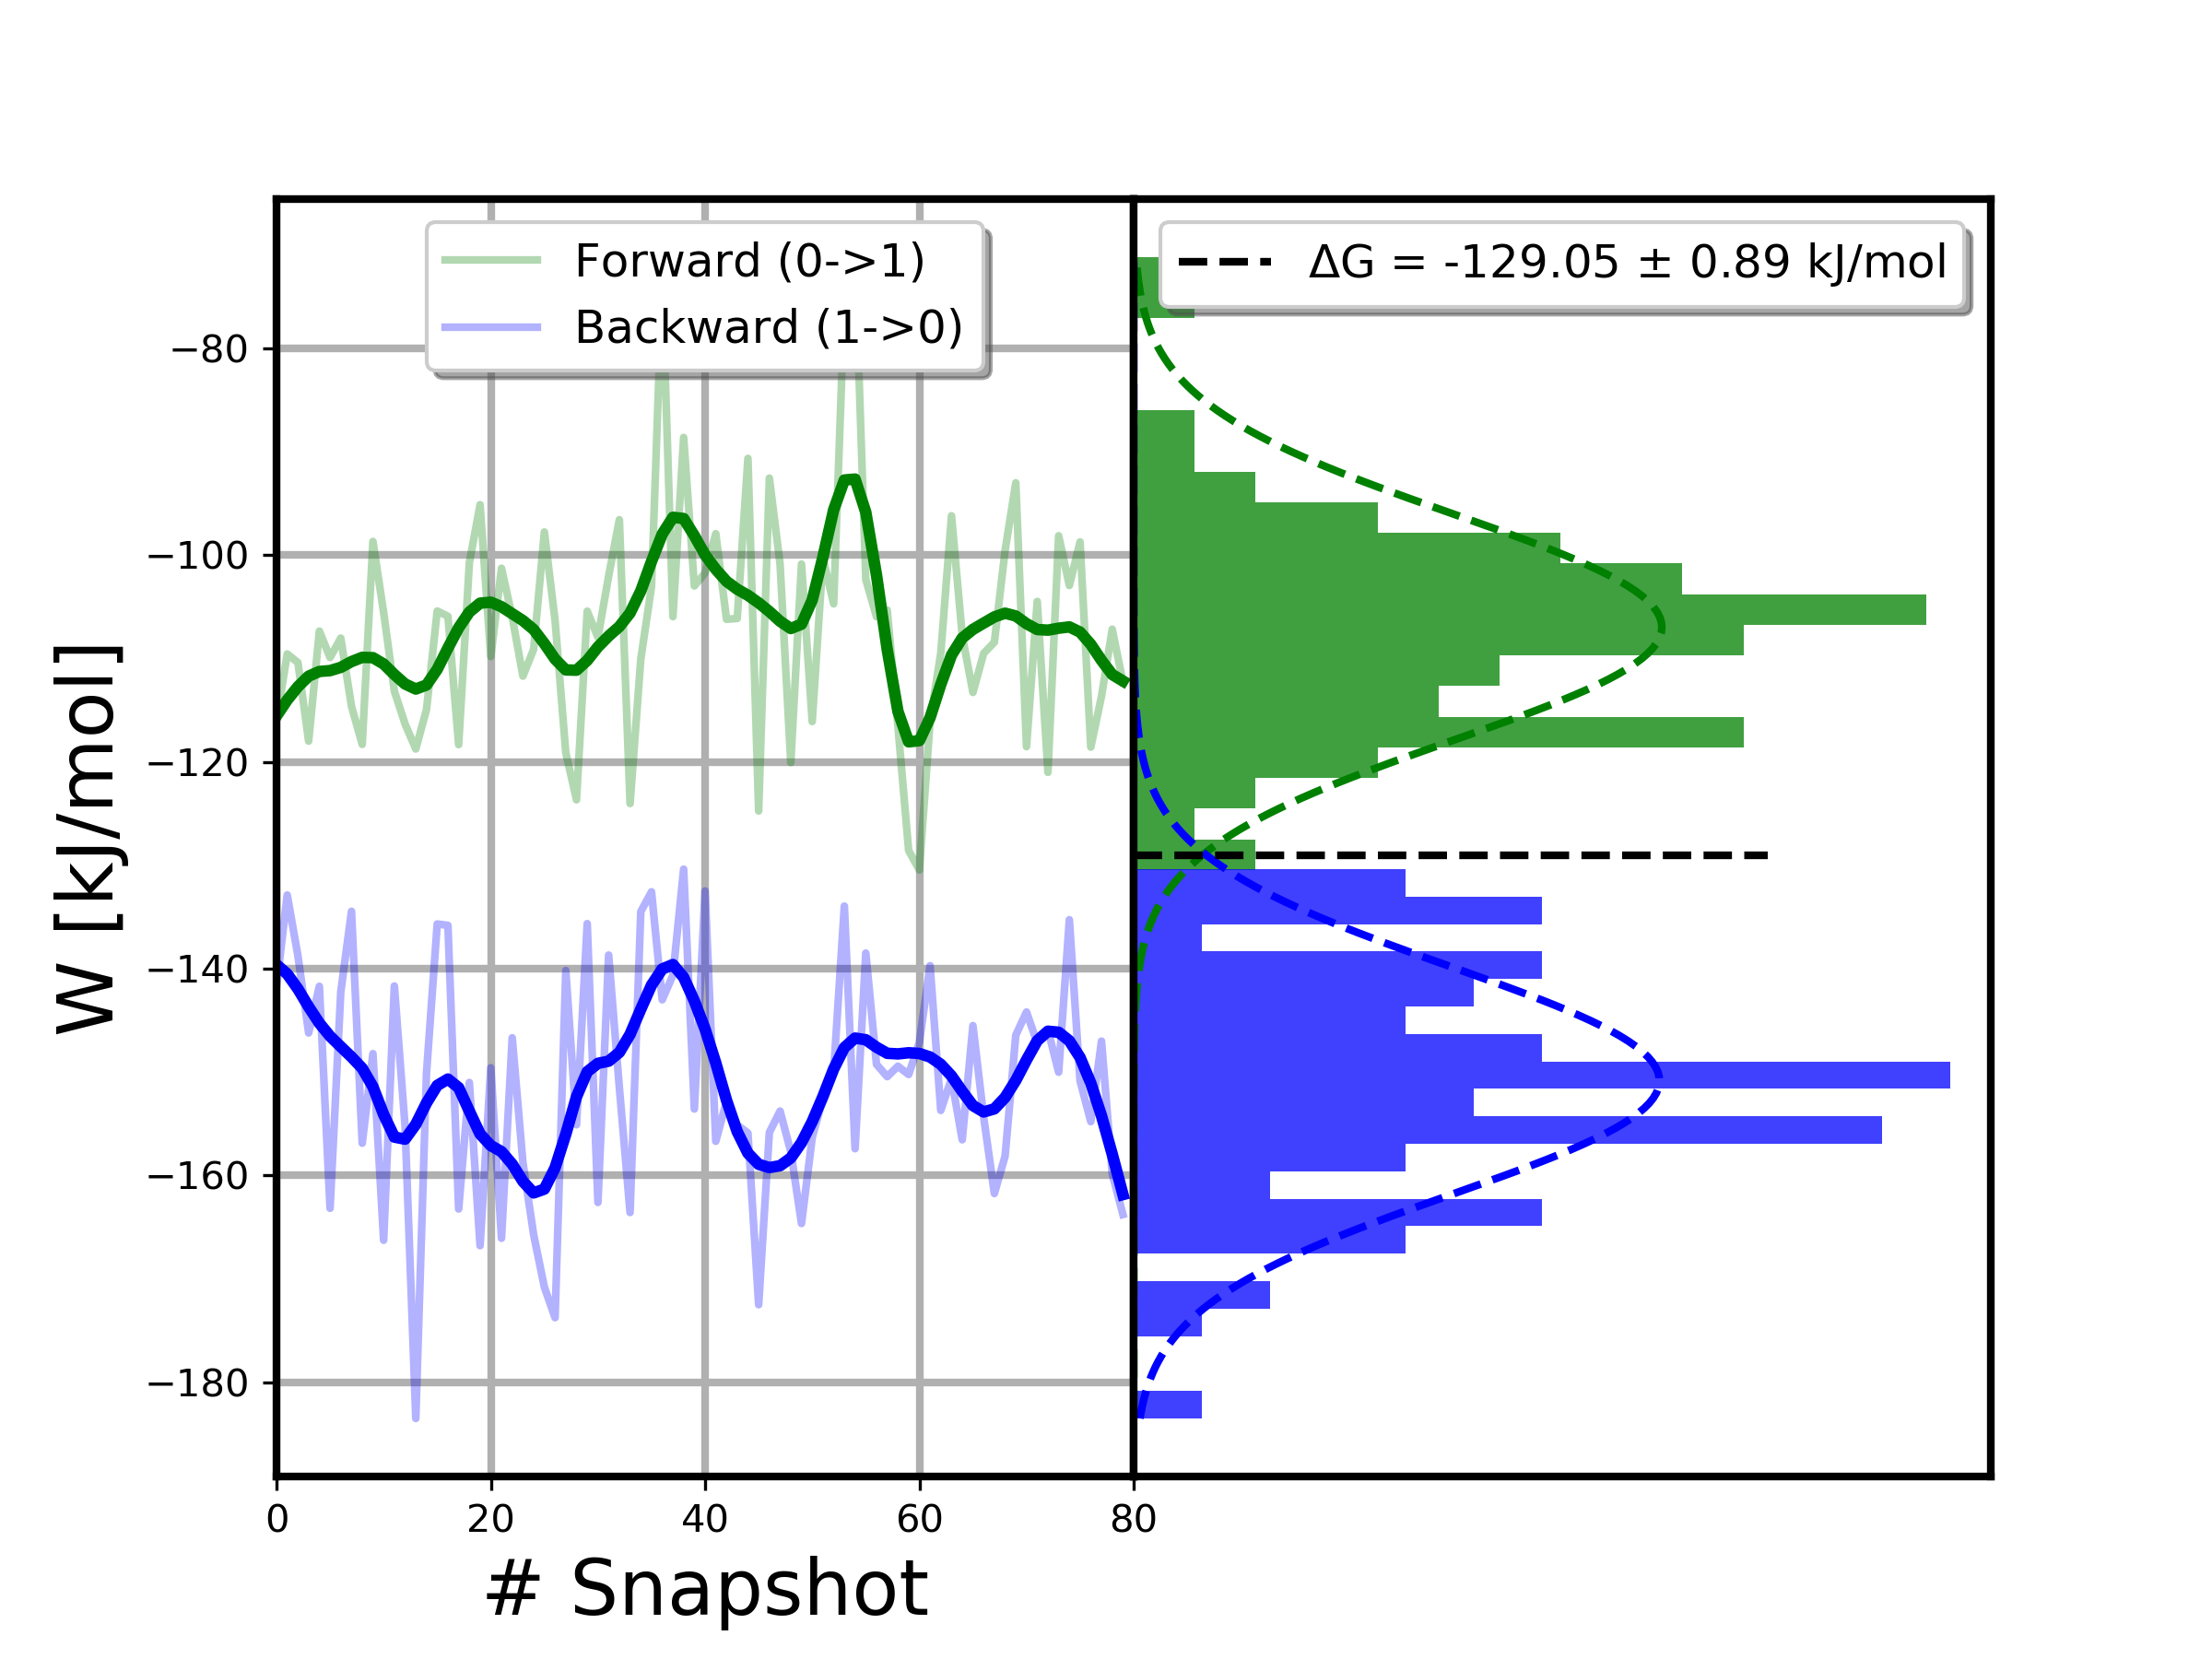 Forward (0->1)
Backward (1->0)
ΔG = -129.05 ± 0.89 kJ/mol
W [kJ/mol]
−80
−100
−120
−140
−160
−180
0 20 40 60 80
# Snapshot